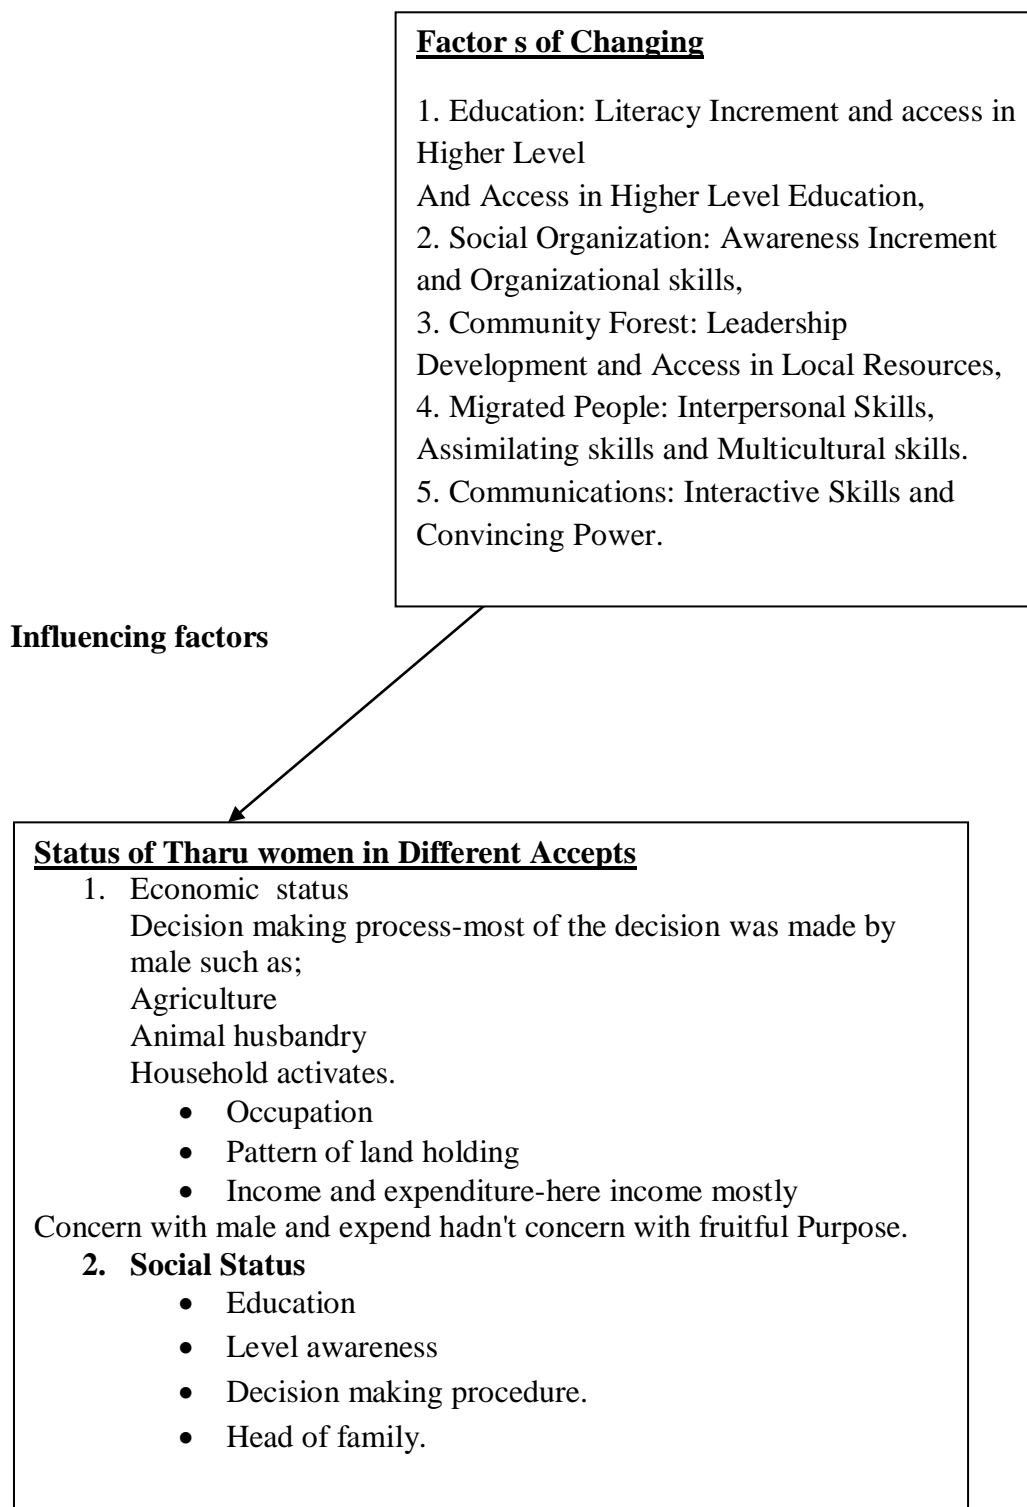 Factor s of Changing
1. Education: Literacy Increment and access in
Higher Level
And Access in Higher Level Education,
2. Social Organization: Awareness Increment
and Organizational skills,
3. Community Forest: Leadership
Development and Access in Local Resources,
4. Migrated People: Interpersonal Skills,
Assimilating skills and Multicultural skills.
5. Communications: Interactive Skills and
Convincing Power.
Influencing factors
Status of Tharu women in Different Accepts
1. Economic  status
Decision making process-most of the decision was made by
male such as;
Agriculture
Animal husbandry
Household activates.
• Occupation
• Pattern of land holding
• Income and expenditure-here income mostly
Concern with male and expend hadn't concern with fruitful Purpose.
2. Social Status
• Education
• Level awareness
• Decision making procedure.
• Head of family.